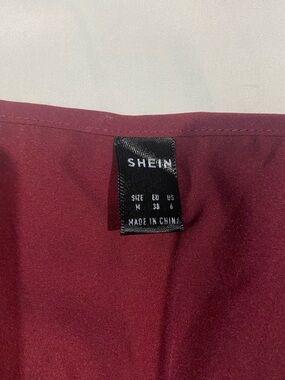 SHEIN
SIZE EU US
M 38 6
MADE IN CHINA